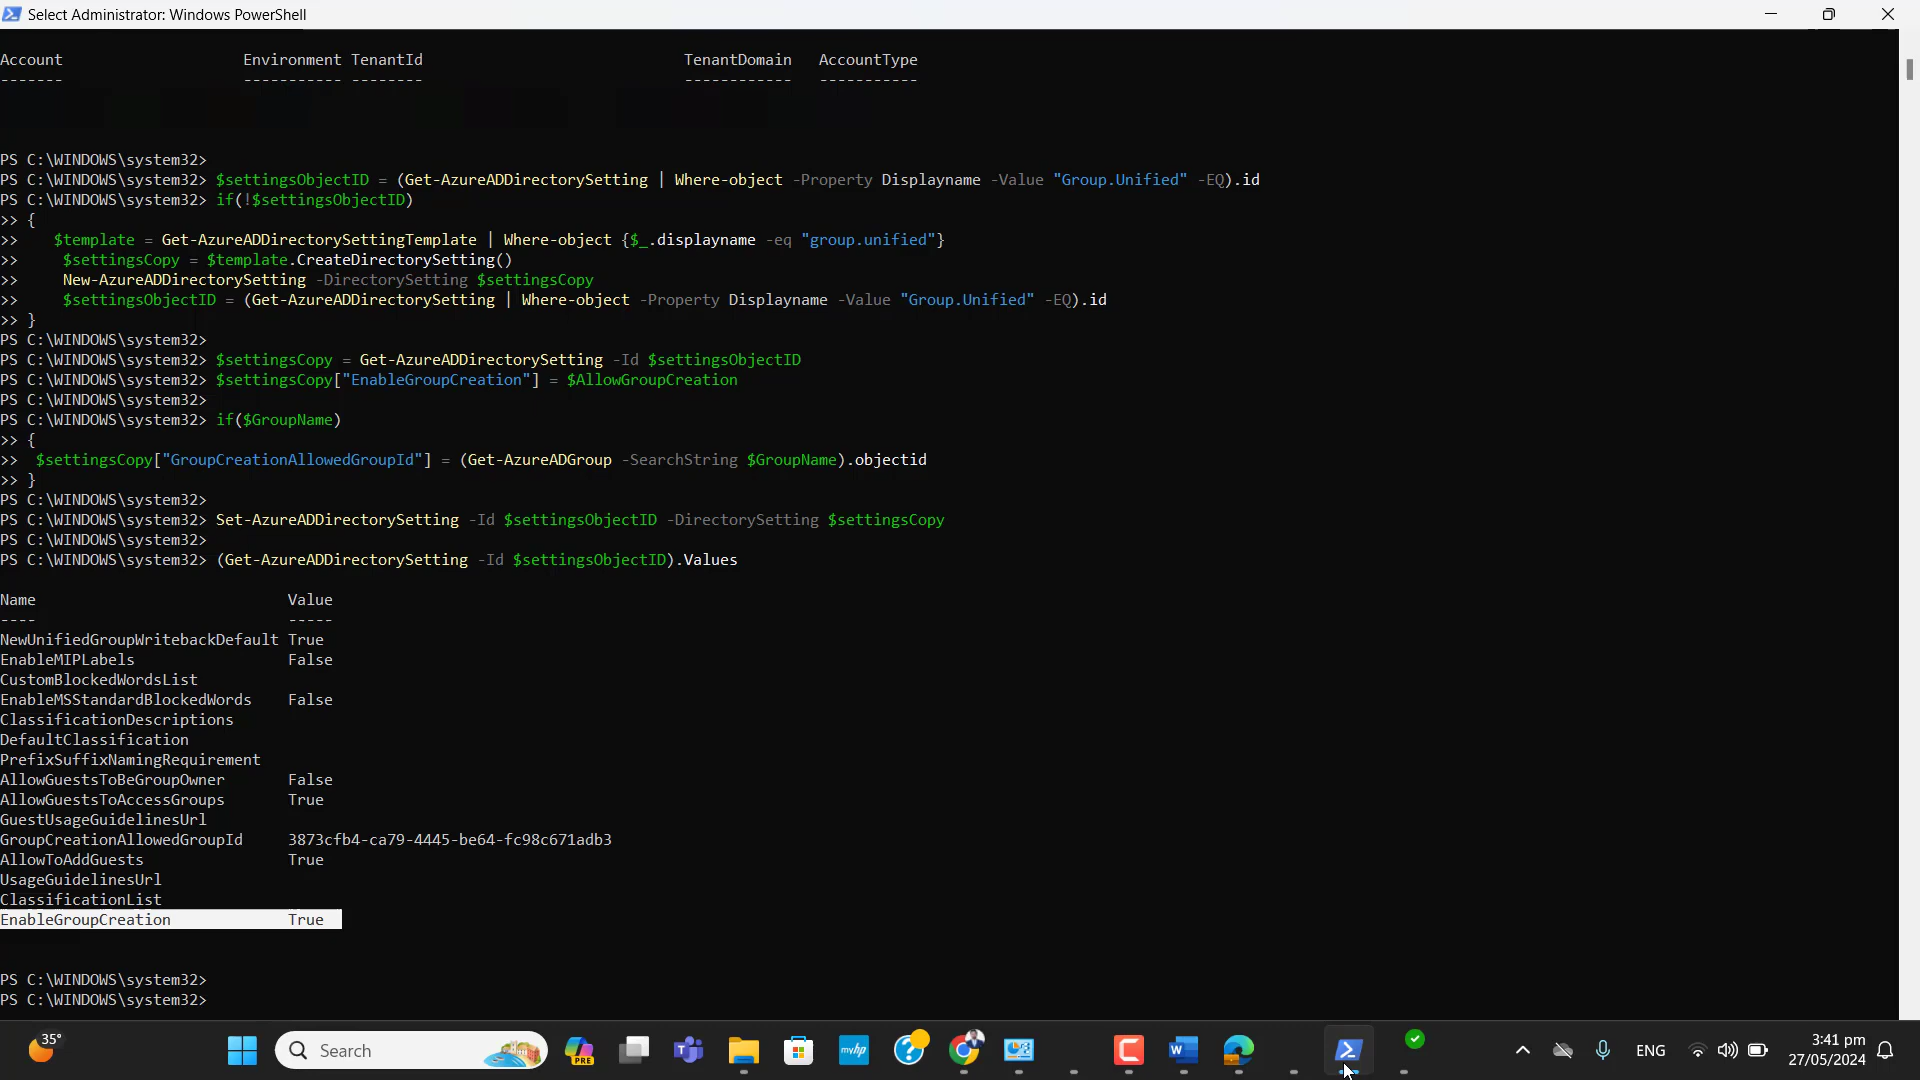 Select Administrator: Windows PowerShell
Account Environment TenantId TenantDomain AccountType
------- ----------- -------- ------------ -----------
PS C:\WINDOWS\system32>
PS C:\WINDOWS\system32> $settingsObjectID = (Get-AzureADDirectorySetting | Where-object -Property Displayname -Value "Group.Unified" -EQ).id
PS C:\WINDOWS\system32> if(!$settingsObjectID)
>> {
>>    $template = Get-AzureADDirectorySettingTemplate | Where-object {$_.displayname -eq "group.unified"}
>>     $settingsCopy = $template.CreateDirectorySetting()
>>     New-AzureADDirectorySetting -DirectorySetting $settingsCopy
>>     $settingsObjectID = (Get-AzureADDirectorySetting | Where-object -Property Displayname -Value "Group.Unified" -EQ).id
>> }
PS C:\WINDOWS\system32>
PS C:\WINDOWS\system32> $settingsCopy = Get-AzureADDirectorySetting -Id $settingsObjectID
PS C:\WINDOWS\system32> $settingsCopy["EnableGroupCreation"] = $AllowGroupCreation
PS C:\WINDOWS\system32>
PS C:\WINDOWS\system32> if($GroupName)
>> {
>>  $settingsCopy["GroupCreationAllowedGroupId"] = (Get-AzureADGroup -SearchString $GroupName).objectid
>> }
PS C:\WINDOWS\system32>
PS C:\WINDOWS\system32> Set-AzureADDirectorySetting -Id $settingsObjectID -DirectorySetting $settingsCopy
PS C:\WINDOWS\system32>
PS C:\WINDOWS\system32> (Get-AzureADDirectorySetting -Id $settingsObjectID).Values
Name Value
---- -----
NewUnifiedGroupWritebackDefault True
EnableMIPLabels False
CustomBlockedWordsList
EnableMSStandardBlockedWords False
ClassificationDescriptions
DefaultClassification
PrefixSuffixNamingRequirement
AllowGuestsToBeGroupOwner False
AllowGuestsToAccessGroups True
GuestUsageGuidelinesUrl
GroupCreationAllowedGroupId 3873cfb4-ca79-4445-be64-fc98c671adb3
AllowToAddGuests True
UsageGuidelinesUrl
ClassificationList
EnableGroupCreation True
PS C:\WINDOWS\system32>
PS C:\WINDOWS\system32>
35°
Search
PRE
myhp
ENG
3:41 pm
27/05/2024